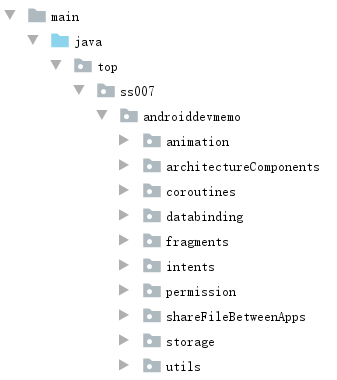 main
java
top
ss007
androiddevmemo
animation
architectureComponents
coroutines
databinding
fragments
intents
permission
shareFileBetweenApps
storage
utils